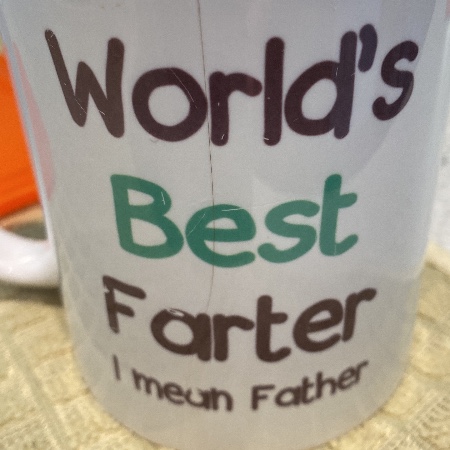 World's
Best
Farter
I mean Father